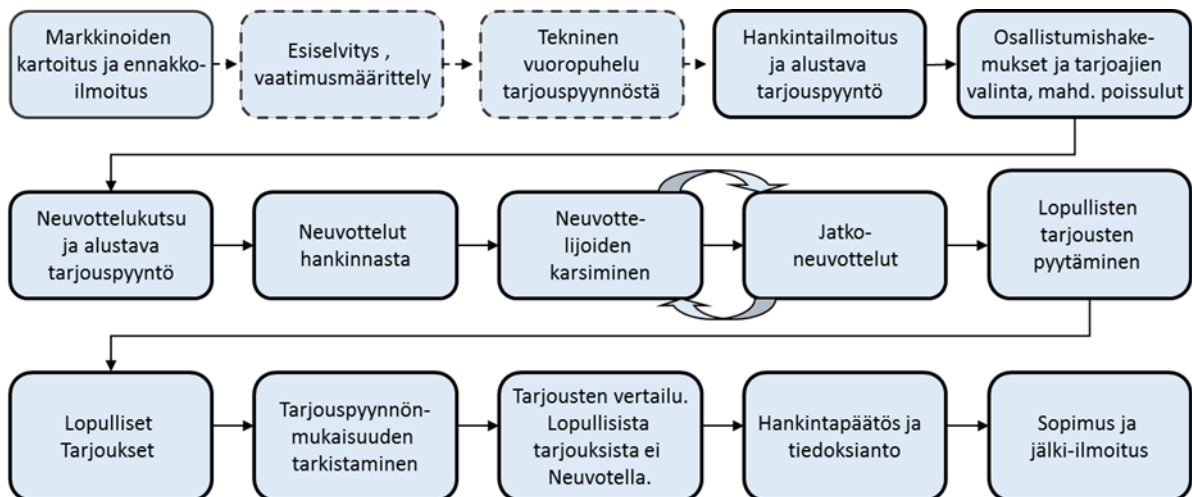 Markkinoiden
kartoitus ja ennakko-
ilmoitus
Esiselvitys ,
vaatimusmäärittely
Tekninen
vuoropuhelu
tarjouspyynnöstä
Hankintailmoitus
ja alustava
tarjouspyyntö
Osallistumishake-
mukset ja tarjoajien
valinta, mahd. poissulut
Neuvottelukutsu
ja alustava
tarjouspyyntö
Neuvottelut
hankinnasta
Neuvotte-
lijoiden
karsiminen
Jatko-
neuvottelut
Lopullisten
tarjousten
pyytäminen
Lopulliset
Tarjoukset
Tarjouspyynnön-
mukaisuuden
tarkistaminen
Tarjousten vertailu.
Lopullisista
tarjouksista ei
Neuvotella.
Hankintapäätös ja
tiedoksianto
Sopimus ja
jälki-ilmoitus